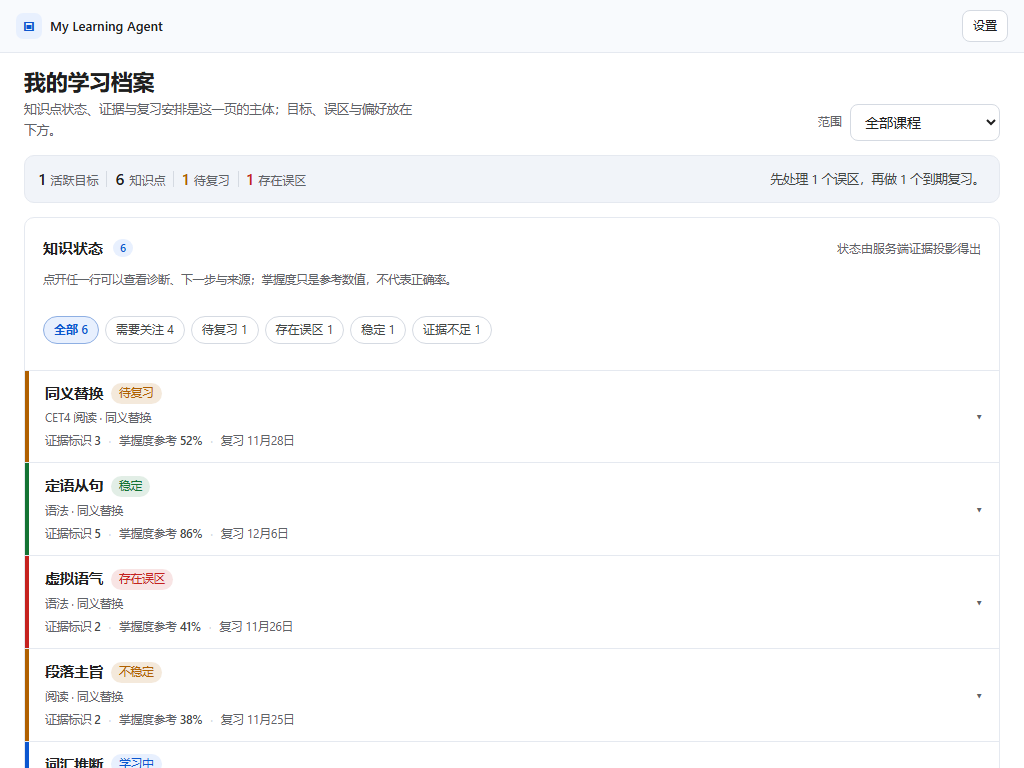 My Learning Agent
设置
我的学习档案
知识点状态、证据与复习安排是这一页的主体；目标、误区与偏好放在
下方。
范围
全部课程
1 活跃目标 6 知识点 1 待复习 1 存在误区
先处理 1 个误区，再做 1 个到期复习。
知识状态 6
状态由服务端证据投影得出
点开任一行可以查看诊断、下一步与来源；掌握度只是参考数值，不代表正确率。
全部 6 需要关注 4 待复习 1 存在误区 1 稳定 1 证据不足 1
同义替换 待复习
CET4 阅读 · 同义替换
证据标识 3 · 掌握度参考 52% · 复习 11月28日
定语从句 稳定
语法 · 同义替换
证据标识 5 · 掌握度参考 86% · 复习 12月6日
虚拟语气 存在误区
语法 · 同义替换
证据标识 2 · 掌握度参考 41% · 复习 11月26日
段落主旨 不稳定
阅读 · 同义替换
证据标识 2 · 掌握度参考 38% · 复习 11月25日
词汇推断 学习中